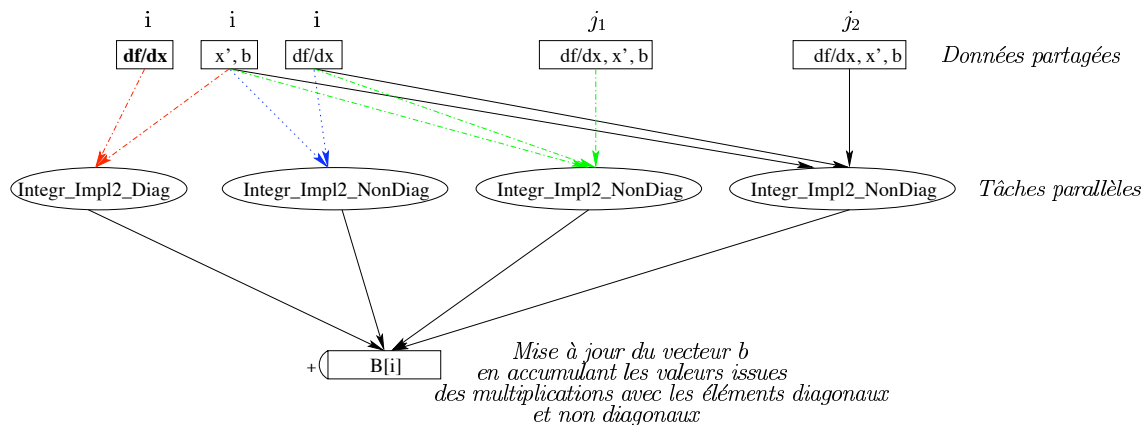 i i i j₁ j₂
df/dx x', b df/dx df/dx, x', b df/dx, x', b Données partagées
Integr_Impl2_Diag Integr_Impl2_NonDiag Integr_Impl2_NonDiag Integr_Impl2_NonDiag Tâches parallèles
+ B[i]
Mise à jour du vecteur b
en accumulant les valeurs issues
des multiplications avec les éléments diagonaux
et non diagonaux